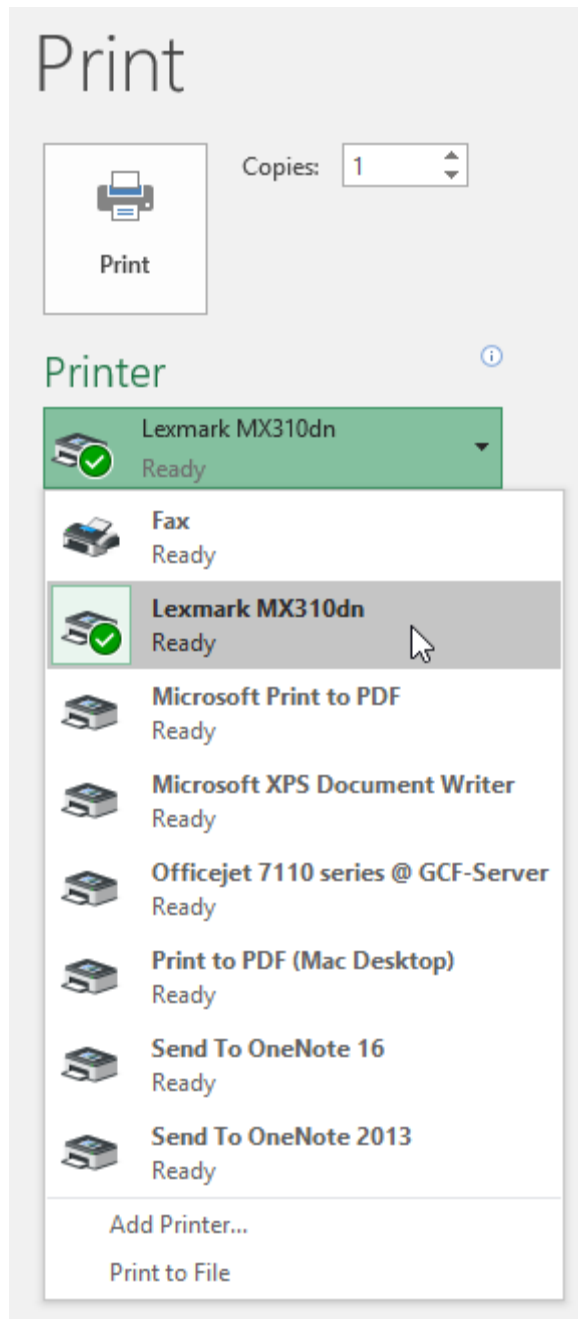 Print
Copies: 1
Print
Printer
Lexmark MX310dn
Ready
Fax
Ready
Lexmark MX310dn
Ready
Microsoft Print to PDF
Ready
Microsoft XPS Document Writer
Ready
Officejet 7110 series @ GCF-Server
Ready
Print to PDF (Mac Desktop)
Ready
Send To OneNote 16
Ready
Send To OneNote 2013
Ready
Add Printer...
Print to File